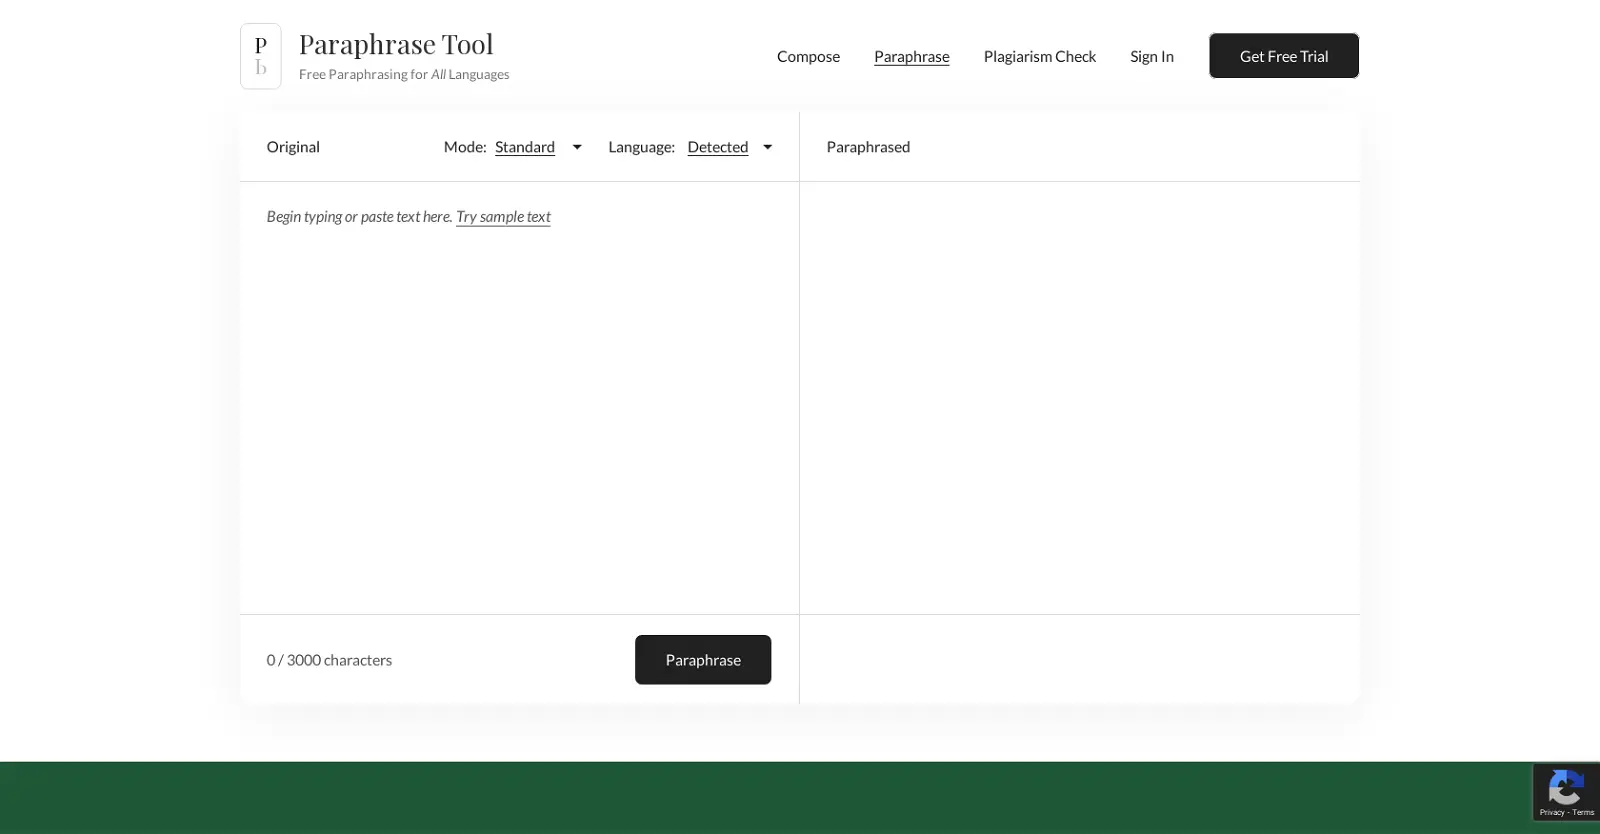 P
Paraphrase Tool
Free Paraphrasing for All Languages
Compose
Paraphrase
Plagiarism Check
Sign In
Get Free Trial
Original
Mode: Standard
Language: Detected
Paraphrased
Begin typing or paste text here. Try sample text
0 / 3000 characters
Paraphrase
Privacy - Terms